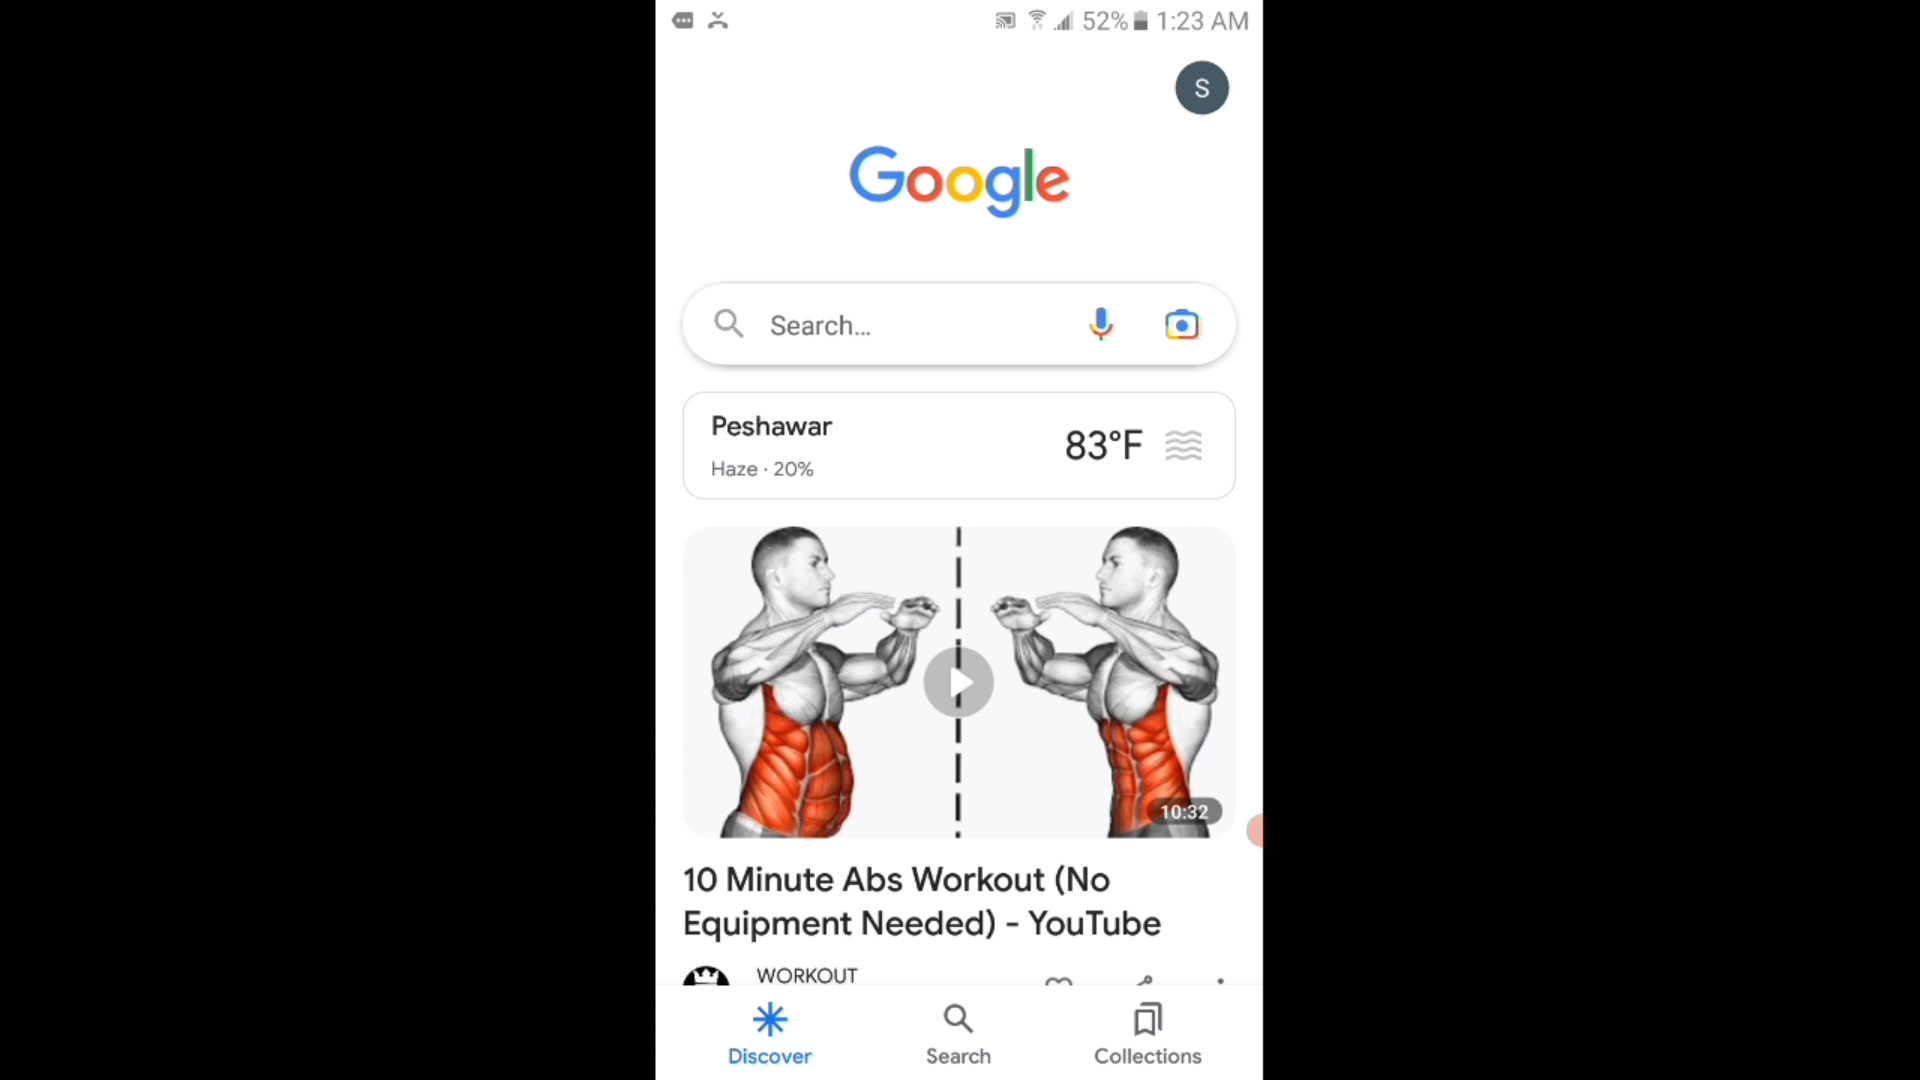 52% 1:23 AM
S
Google
Search...
Peshawar
83°F
Haze · 20%
10:32
10 Minute Abs Workout (No
Equipment Needed) - YouTube
WORKOUT
Discover
Search
Collections